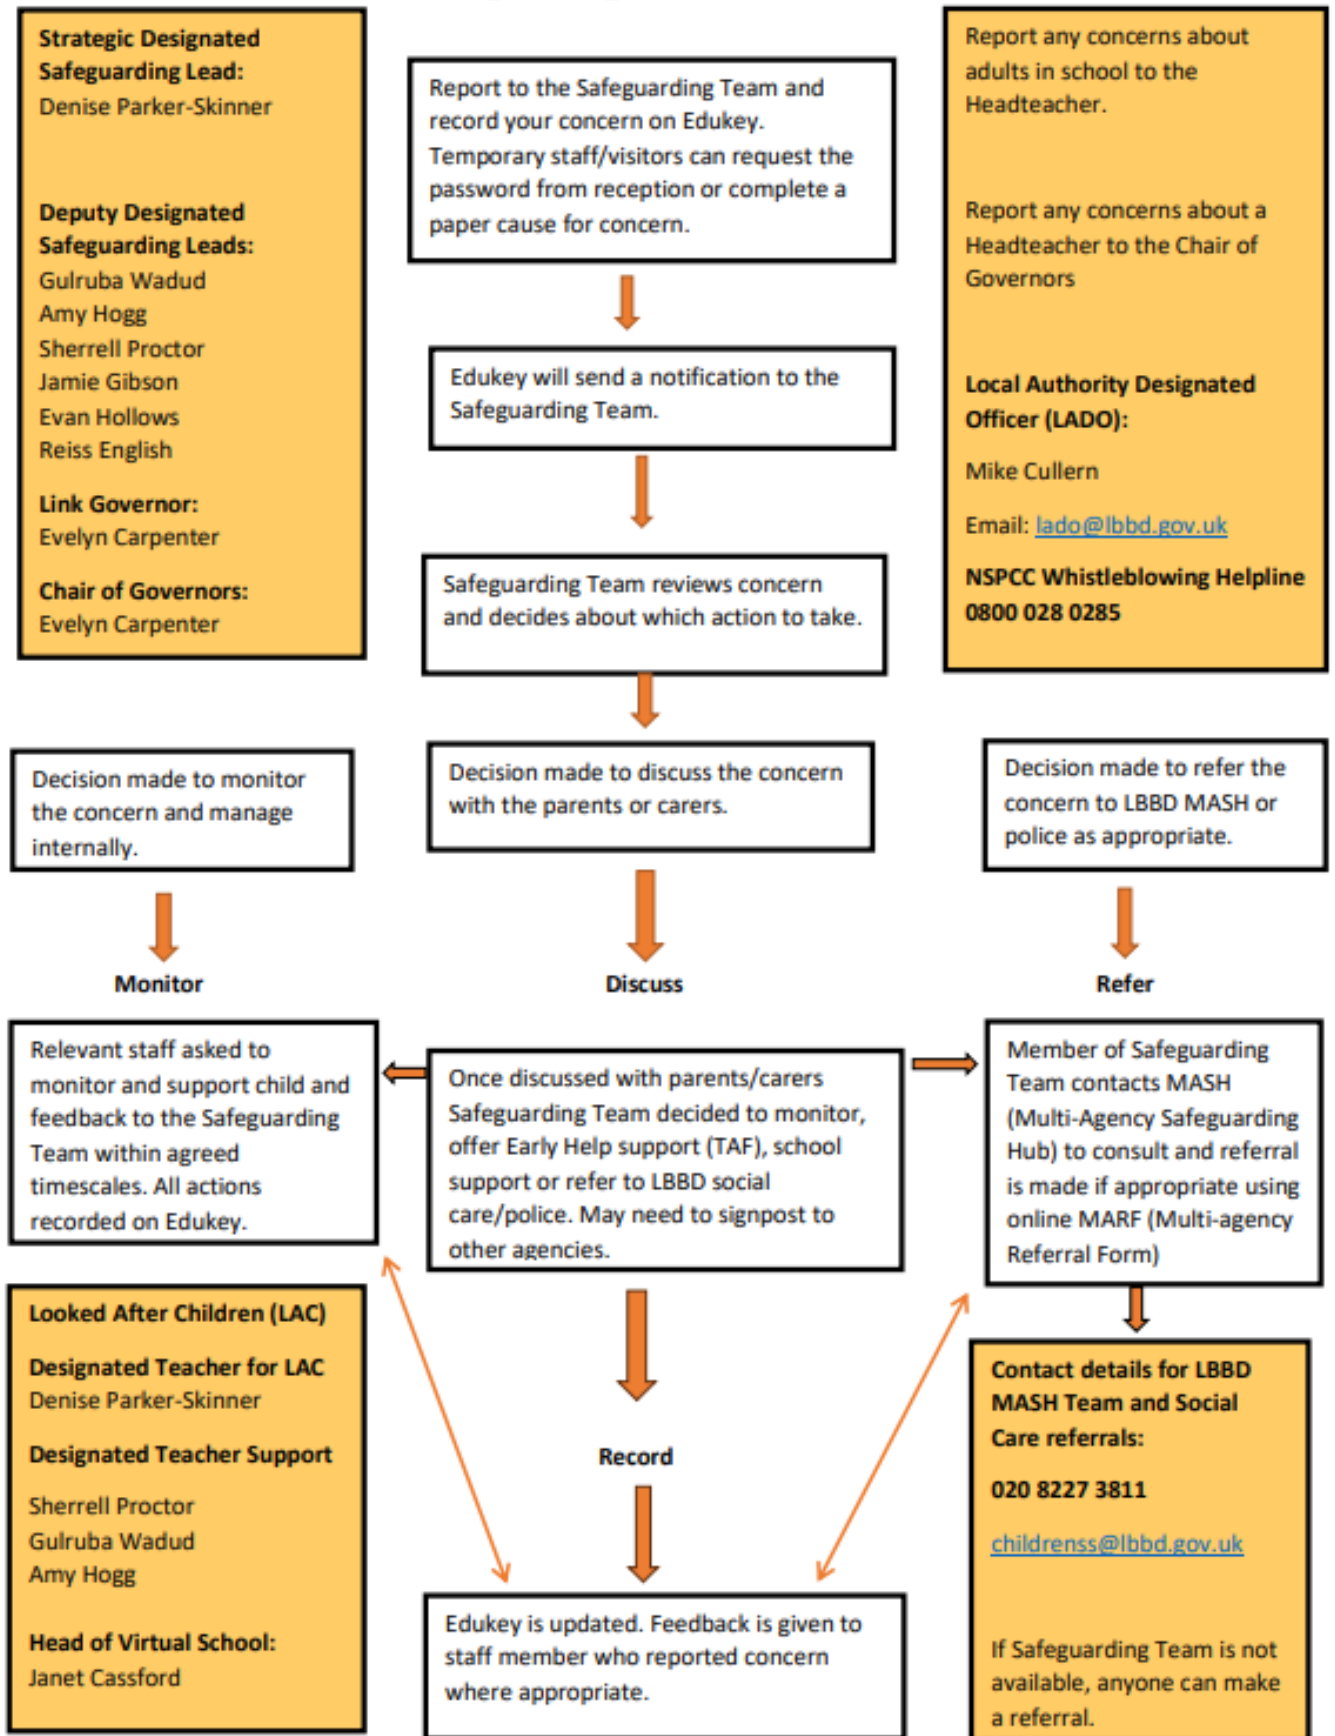 Strategic Designated
Safeguarding Lead:
Denise Parker-Skinner
Deputy Designated
Safeguarding Leads:
Gulruba Wadud
Amy Hogg
Sherrell Proctor
Jamie Gibson
Evan Hollows
Reiss English
Link Governor:
Evelyn Carpenter
Chair of Governors:
Evelyn Carpenter
Report to the Safeguarding Team and
record your concern on Edukey.
Temporary staff/visitors can request the
password from reception or complete a
paper cause for concern.
Edukey will send a notification to the
Safeguarding Team.
Safeguarding Team reviews concern
and decides about which action to take.
Report any concerns about
adults in school to the
Headteacher.
Report any concerns about a
Headteacher to the Chair of
Governors
Local Authority Designated
Officer (LADO):
Mike Cullern
Email: lado@lbbd.gov.uk
NSPCC Whistleblowing Helpline
0800 028 0285
Decision made to monitor
the concern and manage
internally.
Decision made to discuss the concern
with the parents or carers.
Decision made to refer the
concern to LBBD MASH or
police as appropriate.
Monitor
Discuss
Refer
Relevant staff asked to
monitor and support child and
feedback to the Safeguarding
Team within agreed
timescales. All actions
recorded on Edukey.
Once discussed with parents/carers
Safeguarding Team decided to monitor,
offer Early Help support (TAF), school
support or refer to LBBD social
care/police. May need to signpost to
other agencies.
Member of Safeguarding
Team contacts MASH
(Multi-Agency Safeguarding
Hub) to consult and referral
is made if appropriate using
online MARF (Multi-agency
Referral Form)
Looked After Children (LAC)
Designated Teacher for LAC
Denise Parker-Skinner
Designated Teacher Support
Sherrell Proctor
Gulruba Wadud
Amy Hogg
Head of Virtual School:
Janet Cassford
Record
Edukey is updated. Feedback is given to
staff member who reported concern
where appropriate.
Contact details for LBBD
MASH Team and Social
Care referrals:
020 8227 3811
childrenss@lbbd.gov.uk
If Safeguarding Team is not
available, anyone can make
a referral.